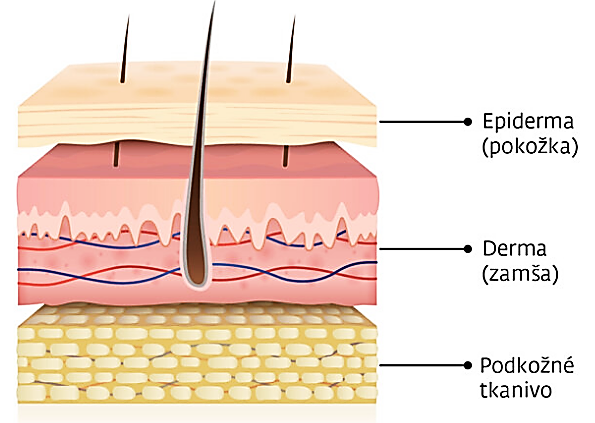 Epiderma
(pokožka)
Derma
(zamša)
Podkožné
tkanivo